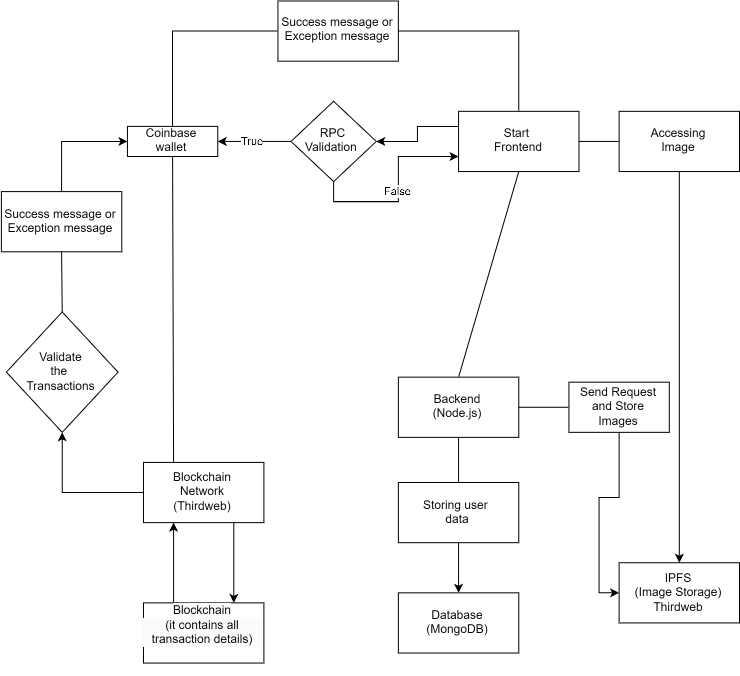 Success message or
Exception message
Coinbase
wallet
True
RPC
Validation
False
Start
Frontend
Accessing
Image
Success message or
Exception message
Validate
the
Transactions
Backend
(Node.js)
Send Request
and Store
Images
Blockchain
Network
(Thirdweb)
Storing user
data
Blockchain
(it contains all
transaction details)
Database
(MongoDB)
IPFS
(Image Storage)
Thirdweb